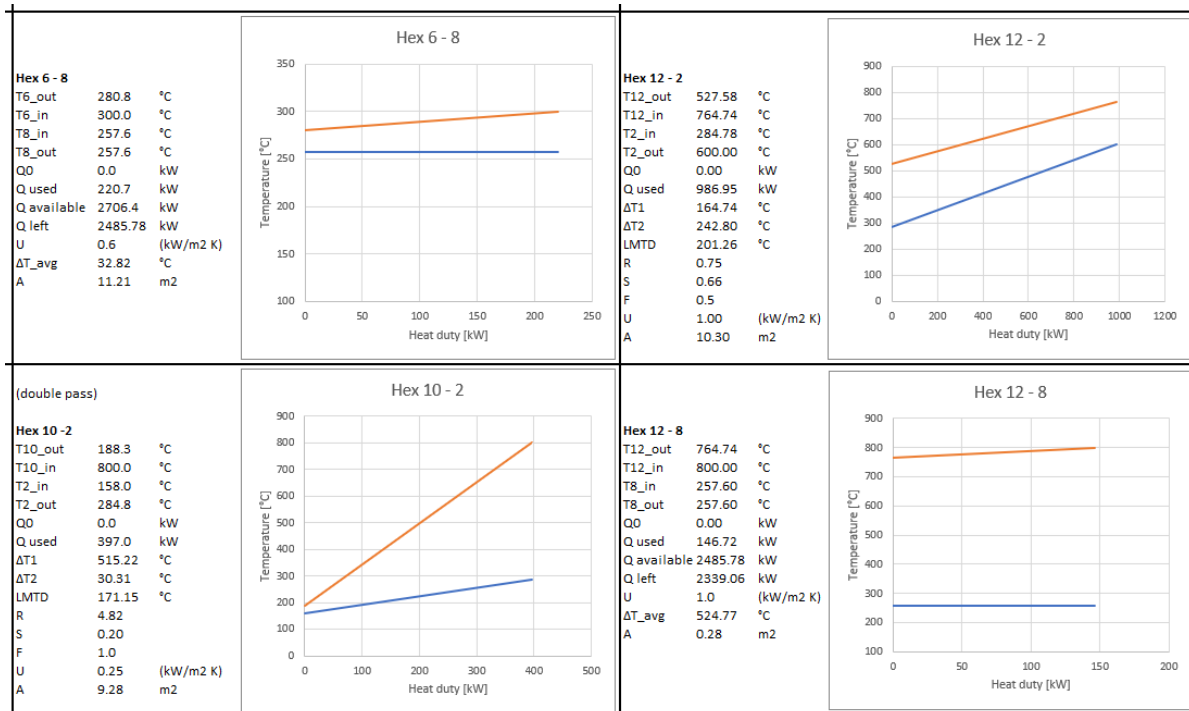 Hex 6 - 8
Hex 6 - 8
T6_out 280.8 °C
T6_in 300.0 °C
T8_in 257.6 °C
T8_out 257.6 °C
Q0 0.0 kW
Q used 220.7 kW
Q available 2706.4 kW
Q left 2485.78 kW
U 0.6 (kW/m2 K)
ΔT_avg 32.82 °C
A 11.21 m2
Temperature [°C]
350
300
250
200
150
100
0 50 100 150 200 250
Heat duty [kW]
Hex 12 - 2
Hex 12 - 2
T12_out 527.58 °C
T12_in 764.74 °C
T2_in 284.78 °C
T2_out 600.00 °C
Q0 0.00 kW
Q used 986.95 kW
ΔT1 164.74 °C
ΔT2 242.80 °C
LMTD 201.26 °C
R 0.75
S 0.66
F 0.5
U 1.00 (kW/m2 K)
A 10.30 m2
Temperature [°C]
900
800
700
600
500
400
300
200
100
0
0 200 400 600 800 1000 1200
Heat duty [kW]
(double pass)
Hex 10 - 2
Hex 10 -2
T10_out 188.3 °C
T10_in 800.0 °C
T2_in 158.0 °C
T2_out 284.8 °C
Q0 0.0 kW
Q used 397.0 kW
ΔT1 515.22 °C
ΔT2 30.31 °C
LMTD 171.15 °C
R 4.82
S 0.20
F 1.0
U 0.25 (kW/m2 K)
A 9.28 m2
Temperature [°C]
900
800
700
600
500
400
300
200
100
0
0 100 200 300 400 500
Heat duty [kW]
Hex 12 - 8
Hex 12 - 8
T12_out 764.74 °C
T12_in 800.00 °C
T8_in 257.60 °C
T8_out 257.60 °C
Q0 0.00 kW
Q used 146.72 kW
Q available 2485.78 kW
Q left 2339.06 kW
U 1.0 (kW/m2 K)
ΔT_avg 524.77 °C
A 0.28 m2
Temperature [°C]
900
800
700
600
500
400
300
200
100
0 50 100 150 200
Heat duty [kW]